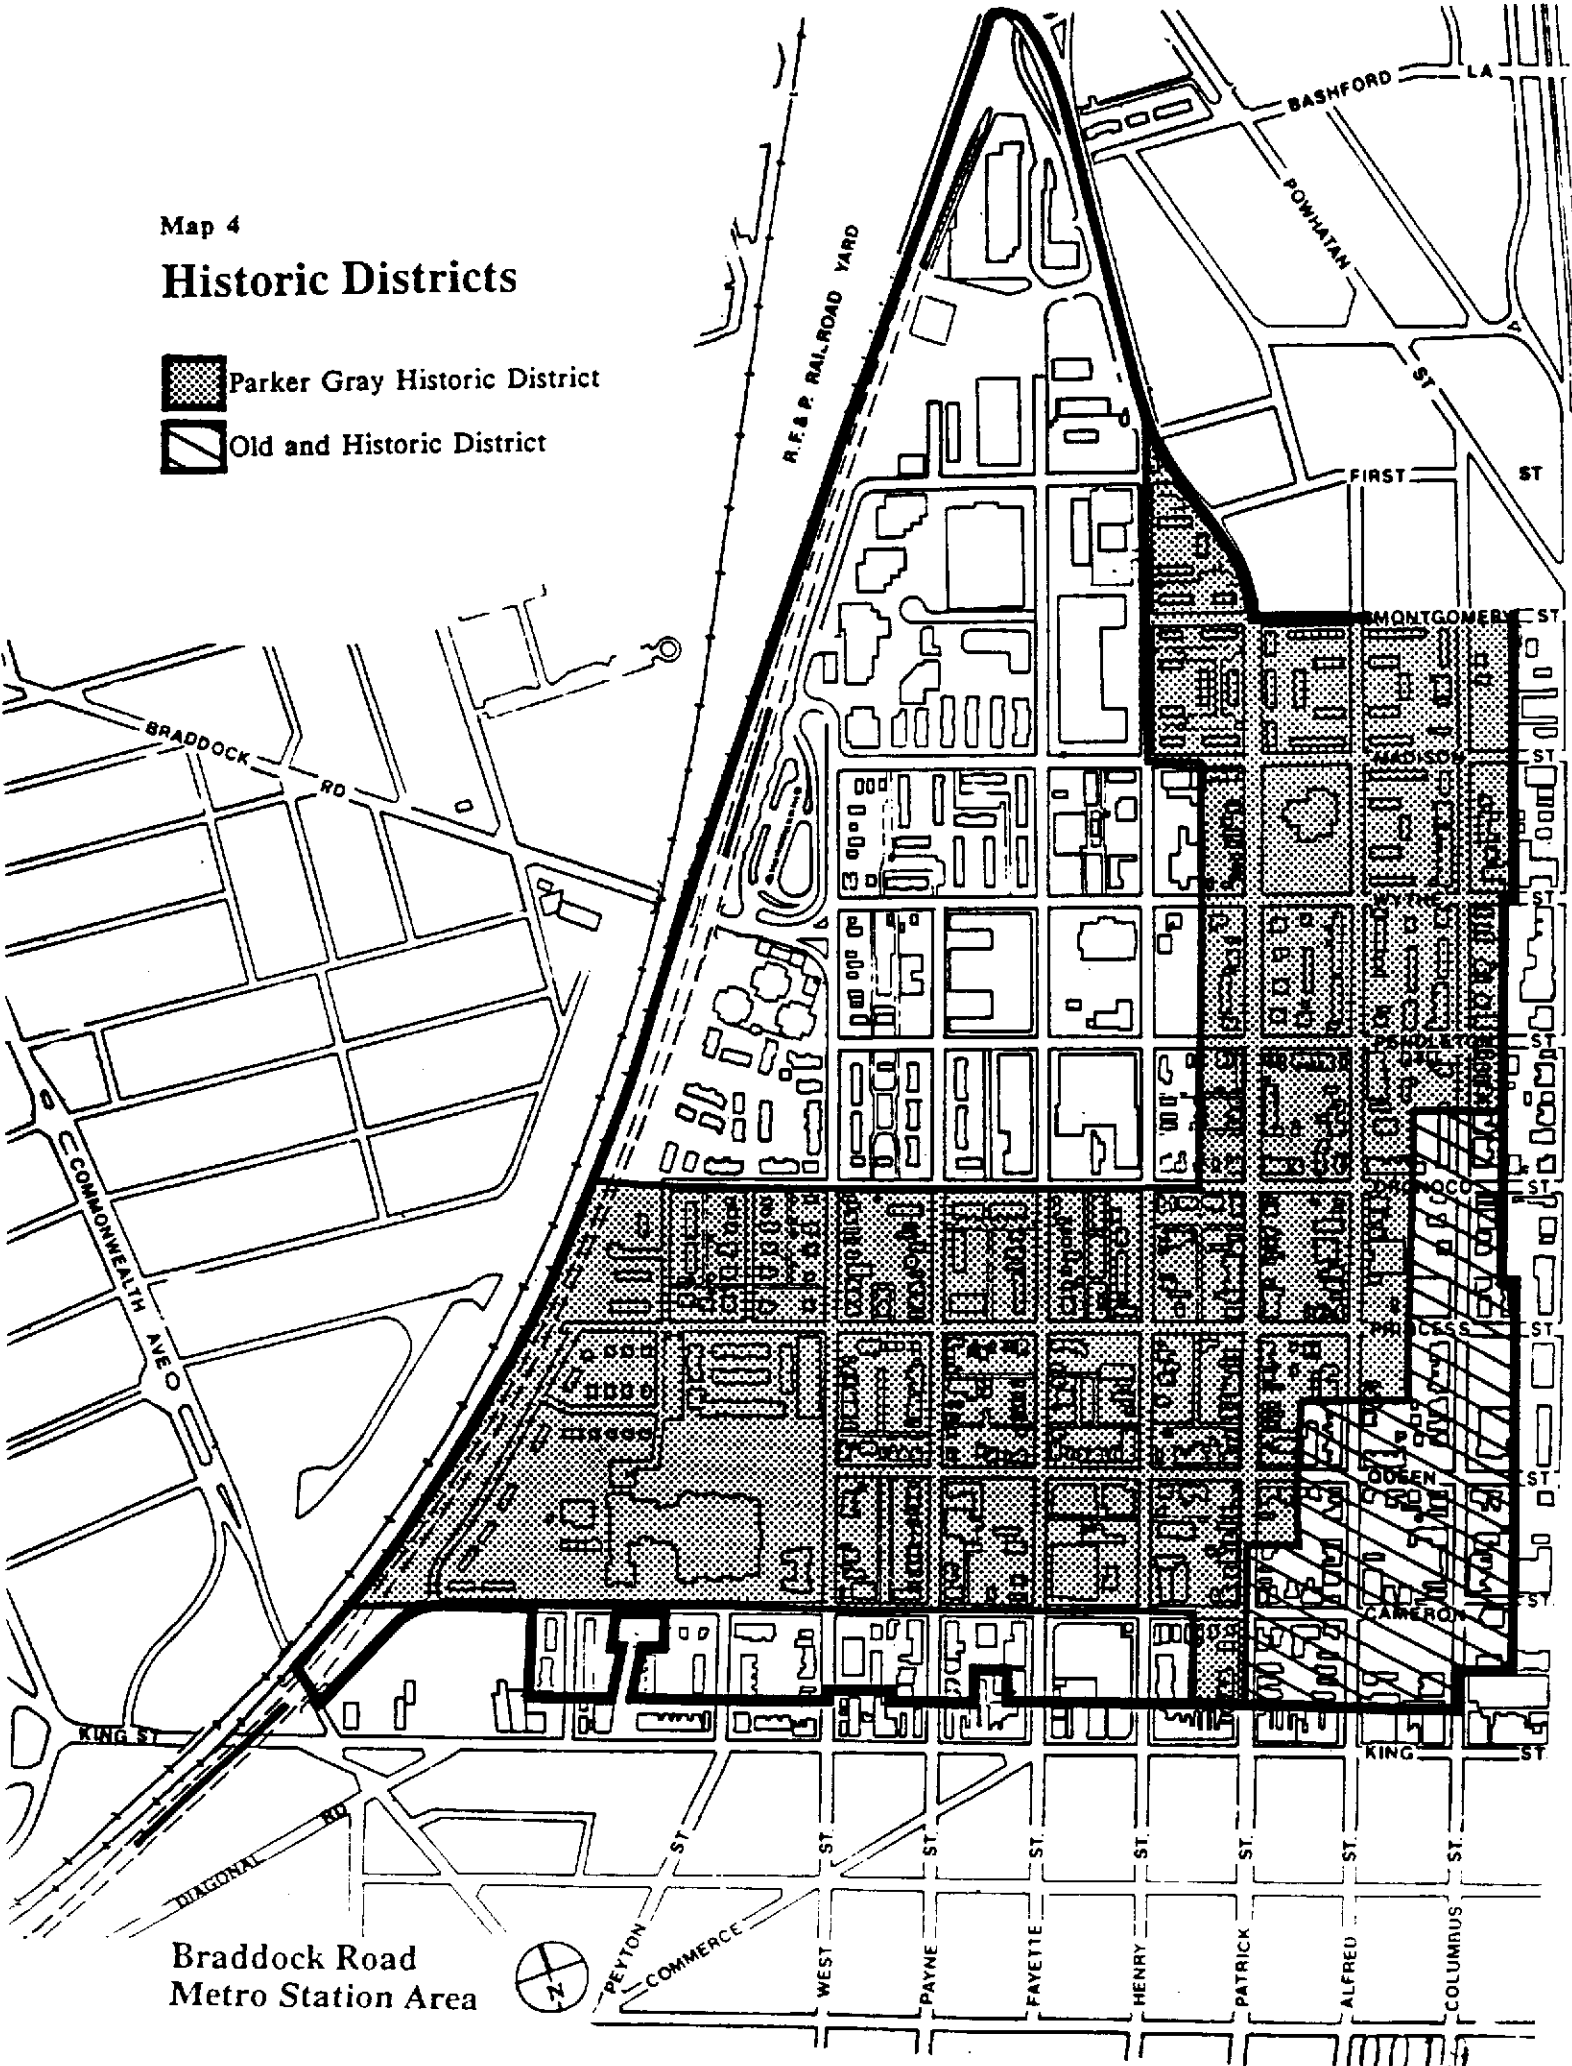 Map 4
Historic Districts
Parker Gray Historic District
Old and Historic District
R.F.& P. RAILROAD YARD
BASHFORD LA
POWHATAN ST
FIRST ST
MONTGOMERY ST
MADISON ST
WYTHE ST
PENDLETON ST
ORONOCO ST
PRINCESS ST
QUEEN ST
CAMERON ST
KING ST
BRADDOCK RD
COMMONWEALTH AVE
KING ST
DIAGONAL RD
PEYTON ST
COMMERCE
WEST ST.
PAYNE ST.
FAYETTE ST.
HENRY ST.
PATRICK ST.
ALFRED ST.
COLUMBUS ST.
Braddock Road
Metro Station Area
N